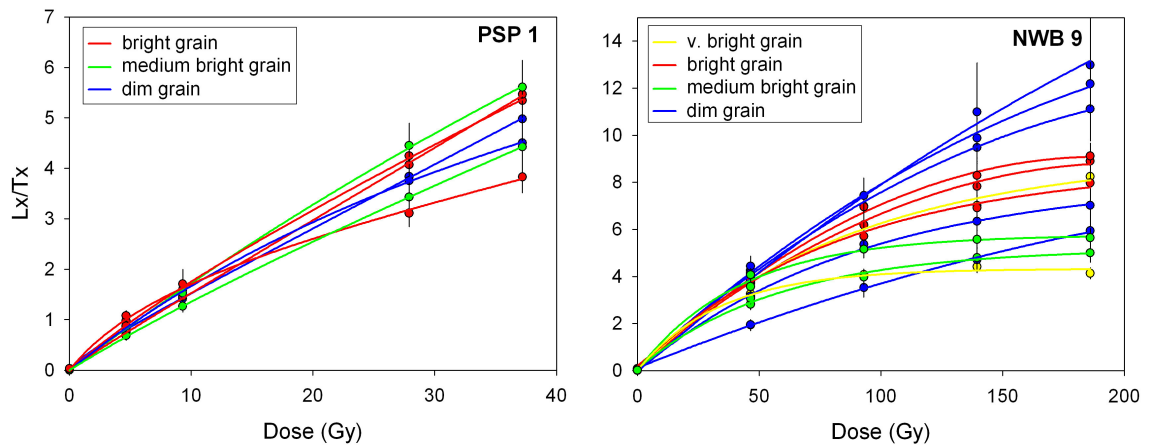 PSP 1
bright grain
medium bright grain
dim grain
7
6
5
4
3
2
1
0
Lx/Tx
0 10 20 30 40
Dose (Gy)
NWB 9
v. bright grain
bright grain
medium bright grain
dim grain
14
12
10
8
6
4
2
0
0 50 100 150 200
Dose (Gy)